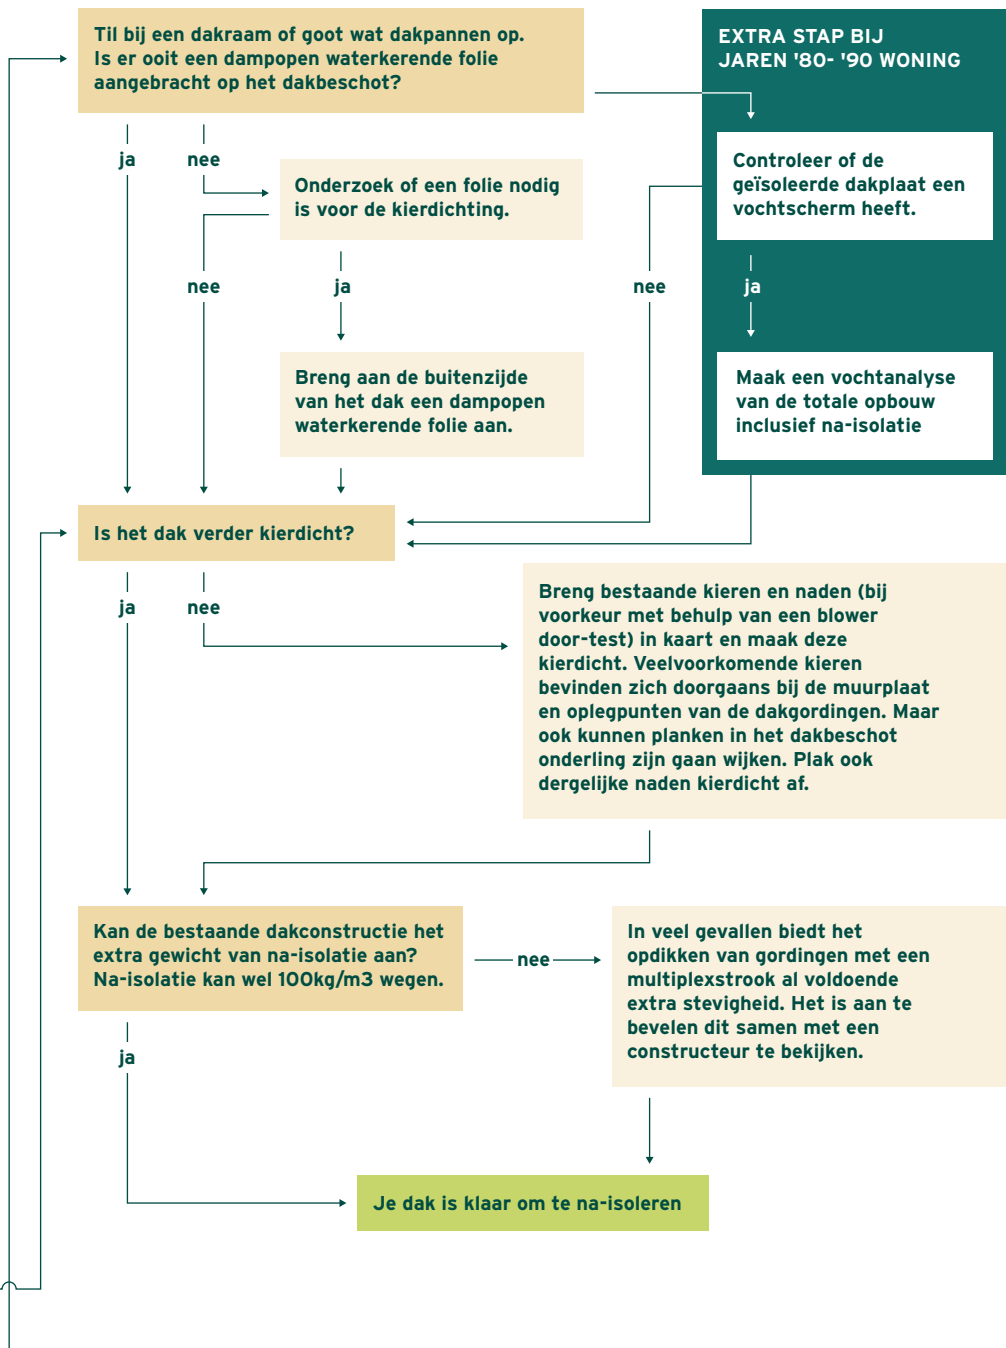 Til bij een dakraam of goot wat dakpannen op.
Is er ooit een dampopen waterkerende folie
aangebracht op het dakbeschot?
EXTRA STAP BIJ
JAREN '80- '90 WONING
ja
nee
Controleer of de
geïsoleerde dakplaat een
vochtscherm heeft.
Onderzoek of een folie nodig
is voor de kierdichting.
nee
ja
nee
ja
Breng aan de buitenzijde
van het dak een dampopen
waterkerende folie aan.
Maak een vochtanalyse
van de totale opbouw
inclusief na-isolatie
Is het dak verder kierdicht?
ja
nee
Breng bestaande kieren en naden (bij
voorkeur met behulp van een blower
door-test) in kaart en maak deze
kierdicht. Veelvoorkomende kieren
bevinden zich doorgaans bij de muurplaat
en oplegpunten van de dakgordingen. Maar
ook kunnen planken in het dakbeschot
onderling zijn gaan wijken. Plak ook
dergelijke naden kierdicht af.
Kan de bestaande dakconstructie het
extra gewicht van na-isolatie aan?
Na-isolatie kan wel 100kg/m3 wegen.
nee
In veel gevallen biedt het
opdikken van gordingen met een
multiplexstrook al voldoende
extra stevigheid. Het is aan te
bevelen dit samen met een
constructeur te bekijken.
ja
Je dak is klaar om te na-isoleren